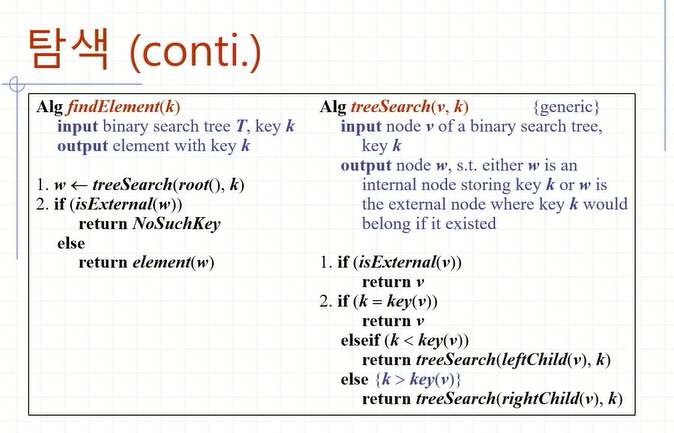 탐색 (conti.)
Alg findElement(k)
input binary search tree T, key k
output element with key k
1. w ← treeSearch(root(), k)
2. if (isExternal(w))
return NoSuchKey
else
return element(w)
Alg treeSearch(v, k) {generic}
input node v of a binary search tree,
key k
output node w, s.t. either w is an
internal node storing key k or w is
the external node where key k would
belong if it existed
1. if (isExternal(v))
return v
2. if (k = key(v))
return v
elseif (k < key(v))
return treeSearch(leftChild(v), k)
else {k > key(v)}
return treeSearch(rightChild(v), k)